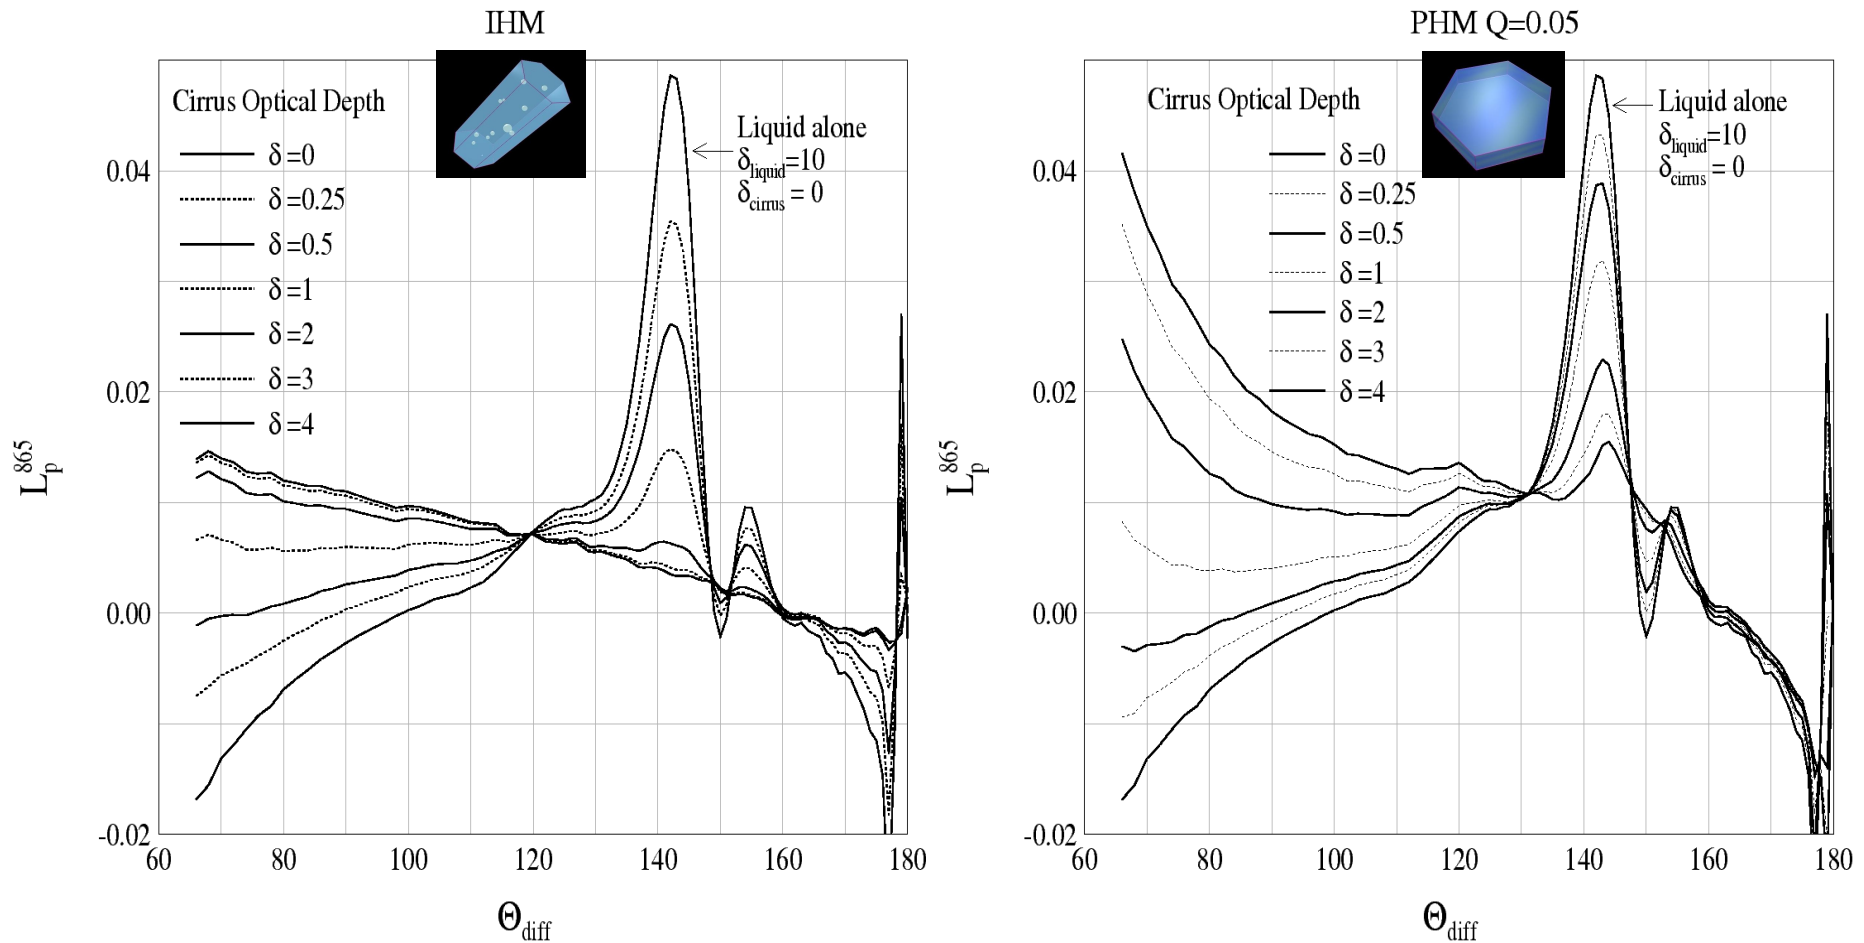 IHM
Cirrus Optical Depth
δ=0
δ=0.25
δ=0.5
δ=1
δ=2
δ=3
δ=4
Liquid alone
δliquid=10
δcirrus = 0
0.04
0.02
0.00
-0.02
Lp865
60 80 100 120 140 160 180
Θdiff
PHM Q=0.05
Cirrus Optical Depth
δ=0
δ=0.25
δ=0.5
δ=1
δ=2
δ=3
δ=4
Liquid alone
δliquid=10
δcirrus = 0
0.04
0.02
0.00
-0.02
Lp865
60 80 100 120 140 160 180
Θdiff